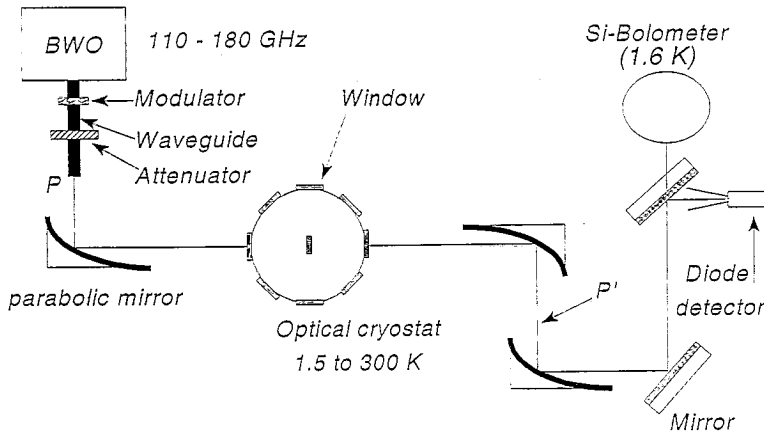 BWO
110 - 180 GHz
Modulator
Waveguide
Attenuator
P
parabolic mirror
Window
Optical cryostat
1.5 to 300 K
P'
Si-Bolometer
(1.6 K)
Diode
detector
Mirror